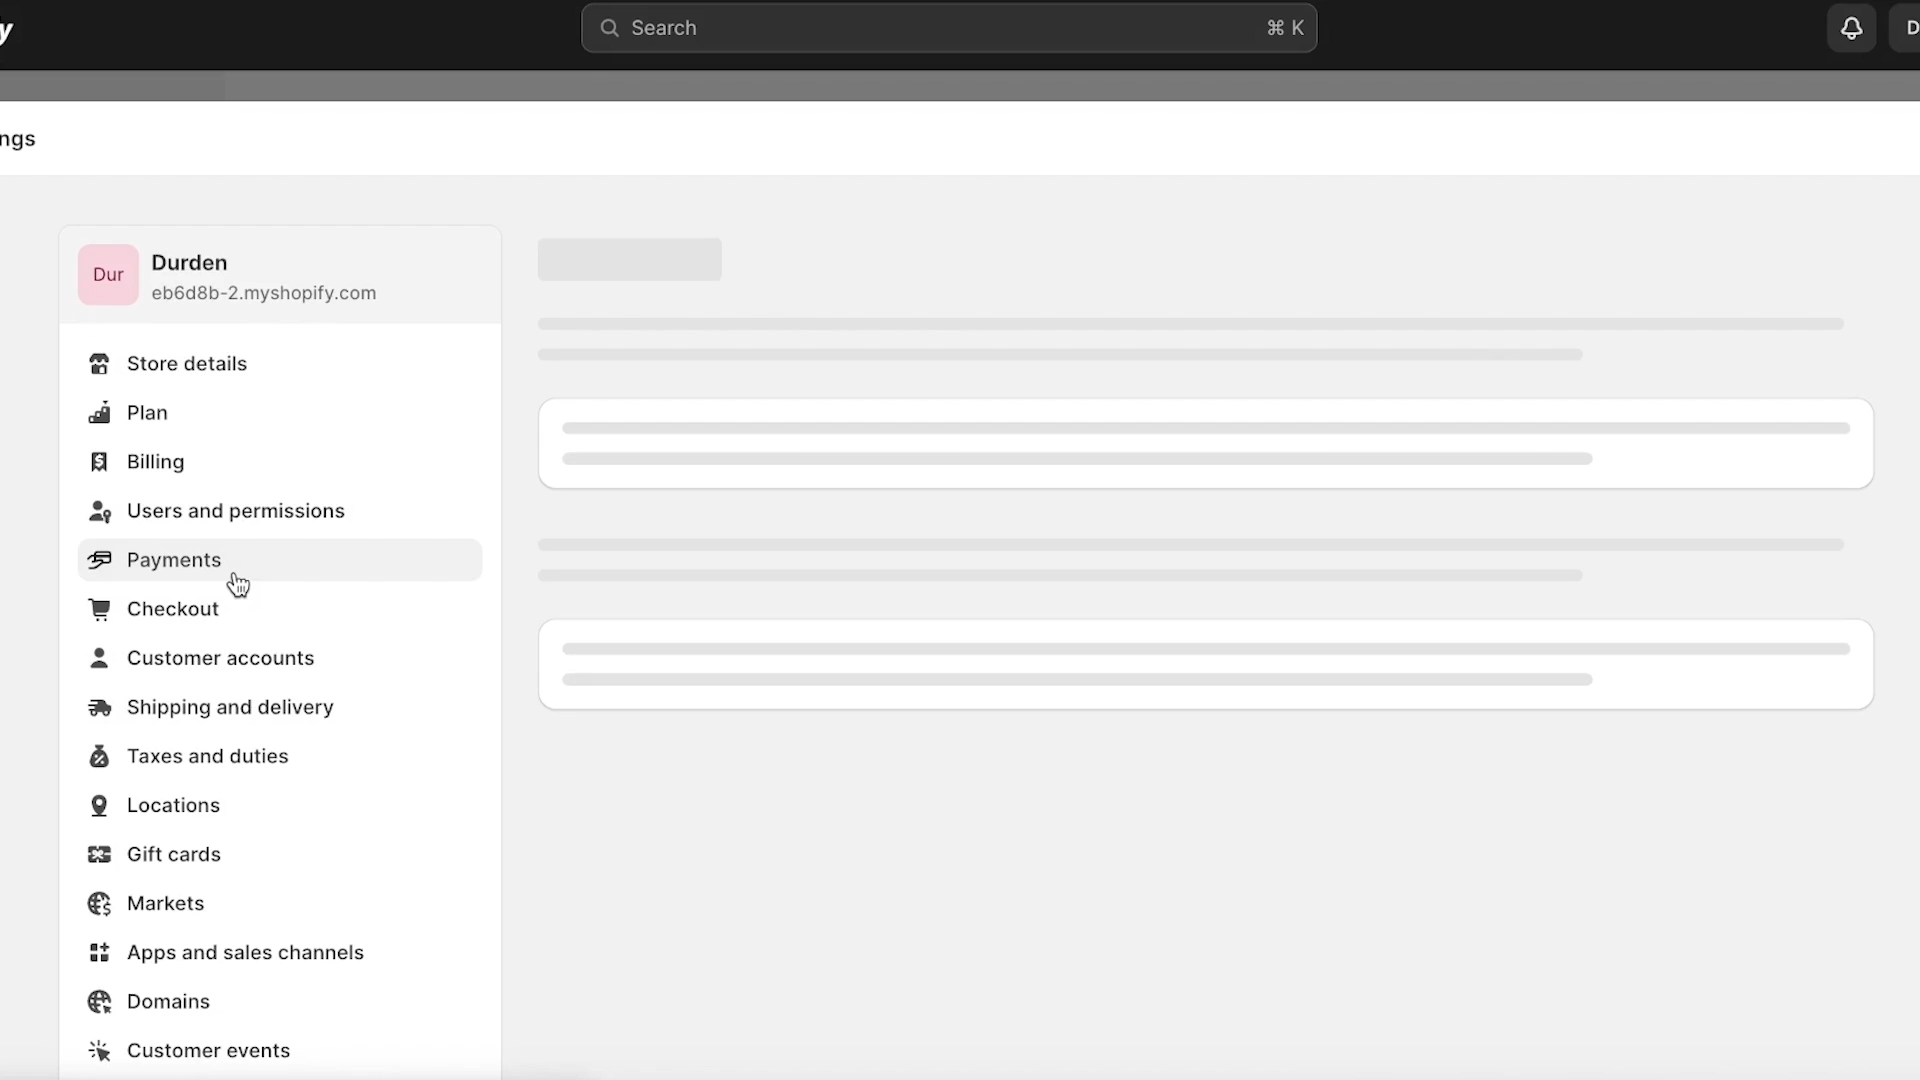 y
Search
⌘ K
D
ngs
Dur
Durden
eb6d8b-2.myshopify.com
Store details
Plan
Billing
Users and permissions
Payments
Checkout
Customer accounts
Shipping and delivery
Taxes and duties
Locations
Gift cards
Markets
Apps and sales channels
Domains
Customer events